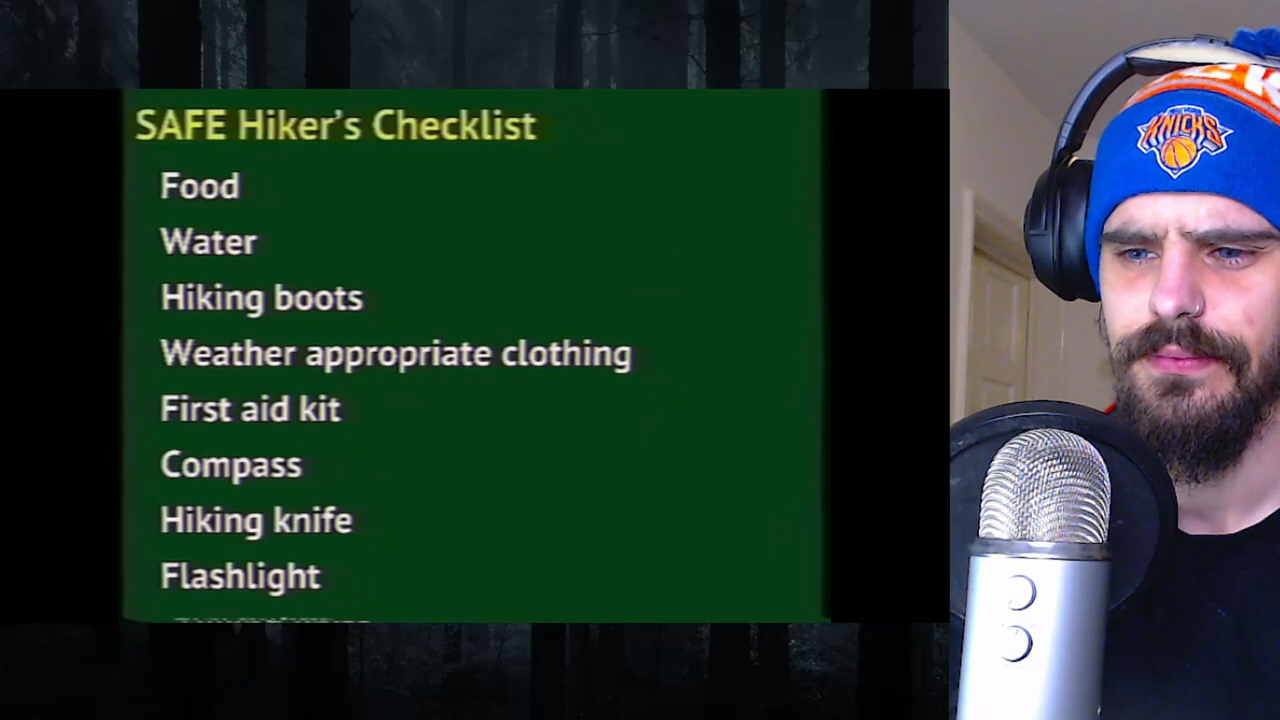 SAFE Hiker's Checklist
Food
Water
Hiking boots
Weather appropriate clothing
First aid kit
Compass
Hiking knife
Flashlight
KNICKS